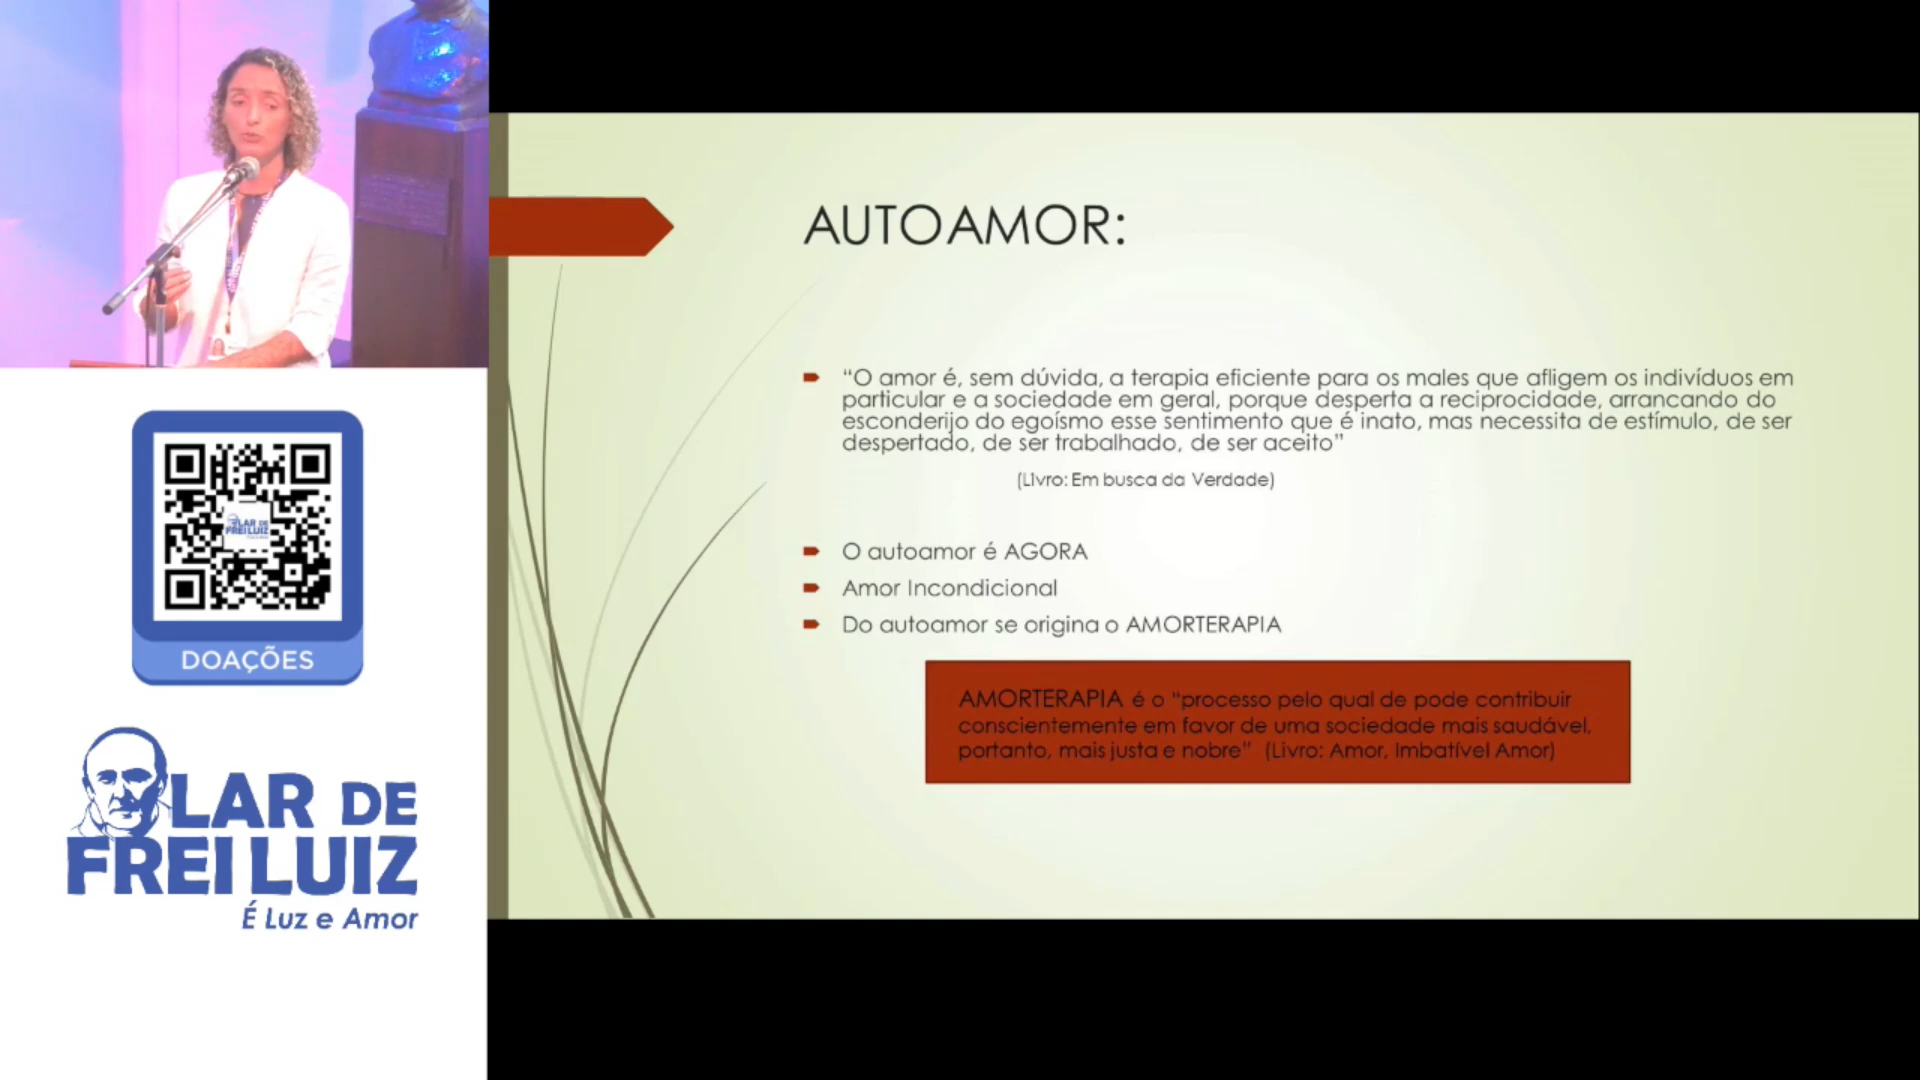 AUTOAMOR:
“O amor é, sem dúvida, a terapia eficiente para os males que afligem os indivíduos em
particular e a sociedade em geral, porque desperta a reciprocidade, arrancando do
esconderijo do egoísmo esse sentimento que é inato, mas necessita de estímulo, de ser
despertado, de ser trabalhado, de ser aceito”
(Livro: Em busca da Verdade)
O autoamor é AGORA
Amor Incondicional
Do autoamor se origina o AMORTERAPIA
AMORTERAPIA é o “processo pelo qual de pode contribuir
conscientemente em favor de uma sociedade mais saudável,
portanto, mais justa e nobre” (Livro: Amor, Imbatível Amor)
LAR DE
FREI LUIZ
DOAÇÕES
LAR DE
FREI LUIZ
É Luz e Amor